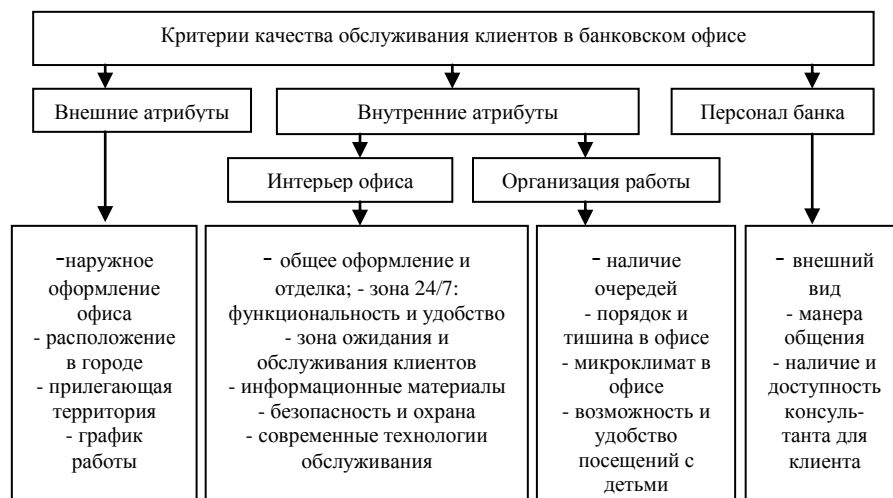 Критерии качества обслуживания клиентов в банковском офисе
Внешние атрибуты
Внутренние атрибуты
Персонал банка
Интерьер офиса
Организация работы
-наружное
оформление
офиса
- расположение
в городе
- прилегающая
территория
- график
работы
- общее оформление и
отделка; - зона 24/7:
функциональность и удобство
- зона ожидания и
обслуживания клиентов
- информационные материалы
- безопасность и охрана
- современные технологии
обслуживания
- наличие
очередей
- порядок и
тишина в офисе
- микроклимат в
офисе
- возможность и
удобство
посещений с
детьми
- внешний
вид
- манера
общения
- наличие и
доступность
консуль-
танта для
клиента